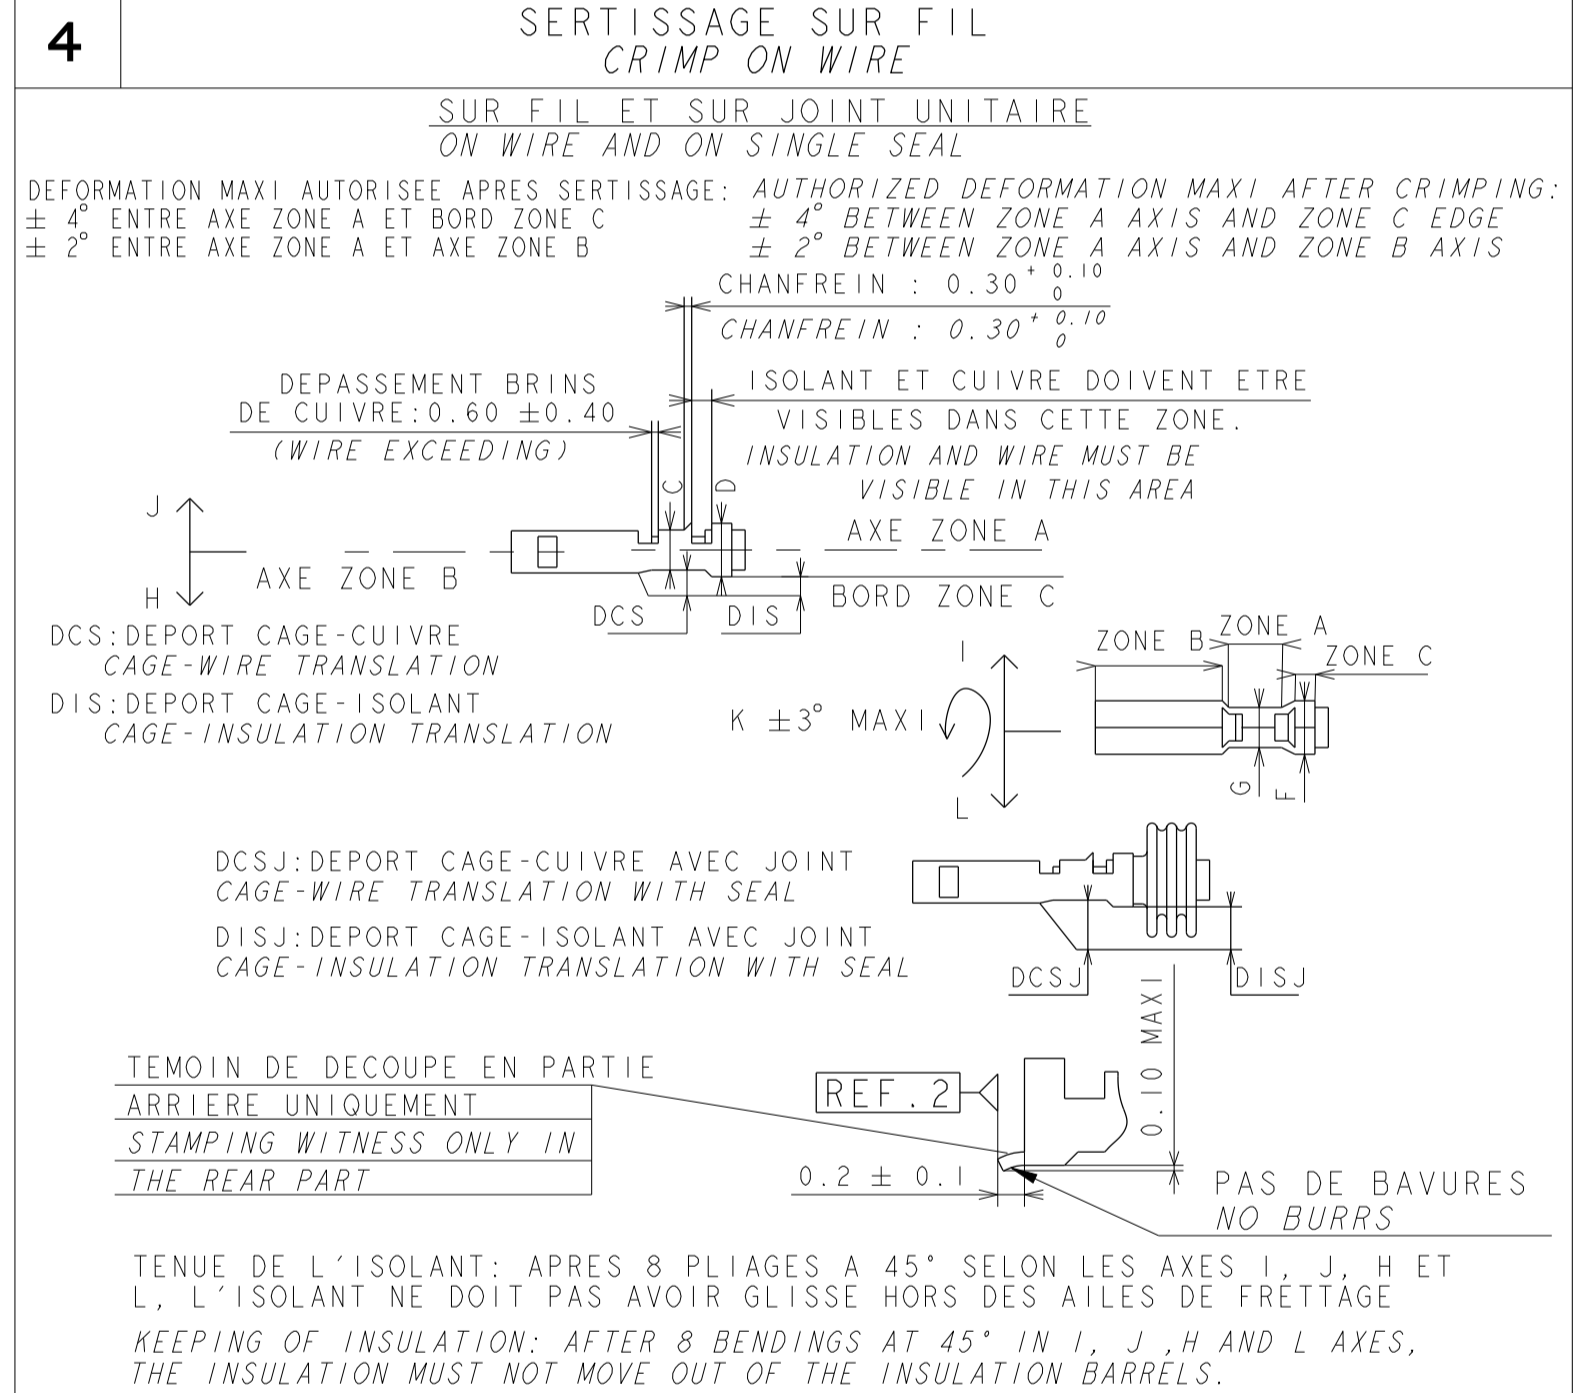 4
SERTISSAGE SUR FIL
CRIMP ON WIRE
SUR FIL ET SUR JOINT UNITAIRE
ON WIRE AND ON SINGLE SEAL
DEFORMATION MAXI AUTORISEE APRES SERTISSAGE:
± 4° ENTRE AXE ZONE A ET BORD ZONE C
± 2° ENTRE AXE ZONE A ET AXE ZONE B
AUTHORIZED DEFORMATION MAXI AFTER CRIMPING:
± 4° BETWEEN ZONE A AXIS AND ZONE C EDGE
± 2° BETWEEN ZONE A AXIS AND ZONE B AXIS
CHANFREIN : 0.30 + 0.10 0
CHANFREIN : 0.30 + 0.10 0
DEPASSEMENT BRINS
DE CUIVRE:0.60 ±0.40
(WIRE EXCEEDING)
ISOLANT ET CUIVRE DOIVENT ETRE
VISIBLES DANS CETTE ZONE.
INSULATION AND WIRE MUST BE
VISIBLE IN THIS AREA
C
D
J
H
AXE ZONE B
AXE ZONE A
BORD ZONE C
DCS
DIS
DCS:DEPORT CAGE-CUIVRE
CAGE-WIRE TRANSLATION
DIS:DEPORT CAGE-ISOLANT
CAGE-INSULATION TRANSLATION
I
K ±3° MAXI
L
ZONE B
ZONE A
ZONE C
G
F
DCSJ:DEPORT CAGE-CUIVRE AVEC JOINT
CAGE-WIRE TRANSLATION WITH SEAL
DISJ:DEPORT CAGE-ISOLANT AVEC JOINT
CAGE-INSULATION TRANSLATION WITH SEAL
DCSJ
DISJ
0.10 MAXI
TEMOIN DE DECOUPE EN PARTIE
ARRIERE UNIQUEMENT
STAMPING WITNESS ONLY IN
THE REAR PART
REF.2
0.2 ± 0.1
PAS DE BAVURES
NO BURRS
TENUE DE L'ISOLANT: APRES 8 PLIAGES A 45° SELON LES AXES I, J, H ET
L, L'ISOLANT NE DOIT PAS AVOIR GLISSE HORS DES AILES DE FRETTAGE
KEEPING OF INSULATION: AFTER 8 BENDINGS AT 45° IN I, J ,H AND L AXES,
THE INSULATION MUST NOT MOVE OUT OF THE INSULATION BARRELS.